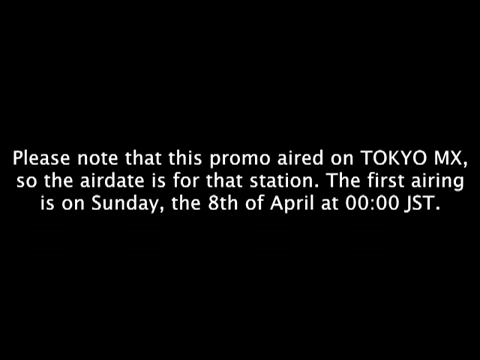 Please note that this promo aired on TOKYO MX,
so the airdate is for that station. The first airing
is on Sunday, the 8th of April at 00:00 JST.